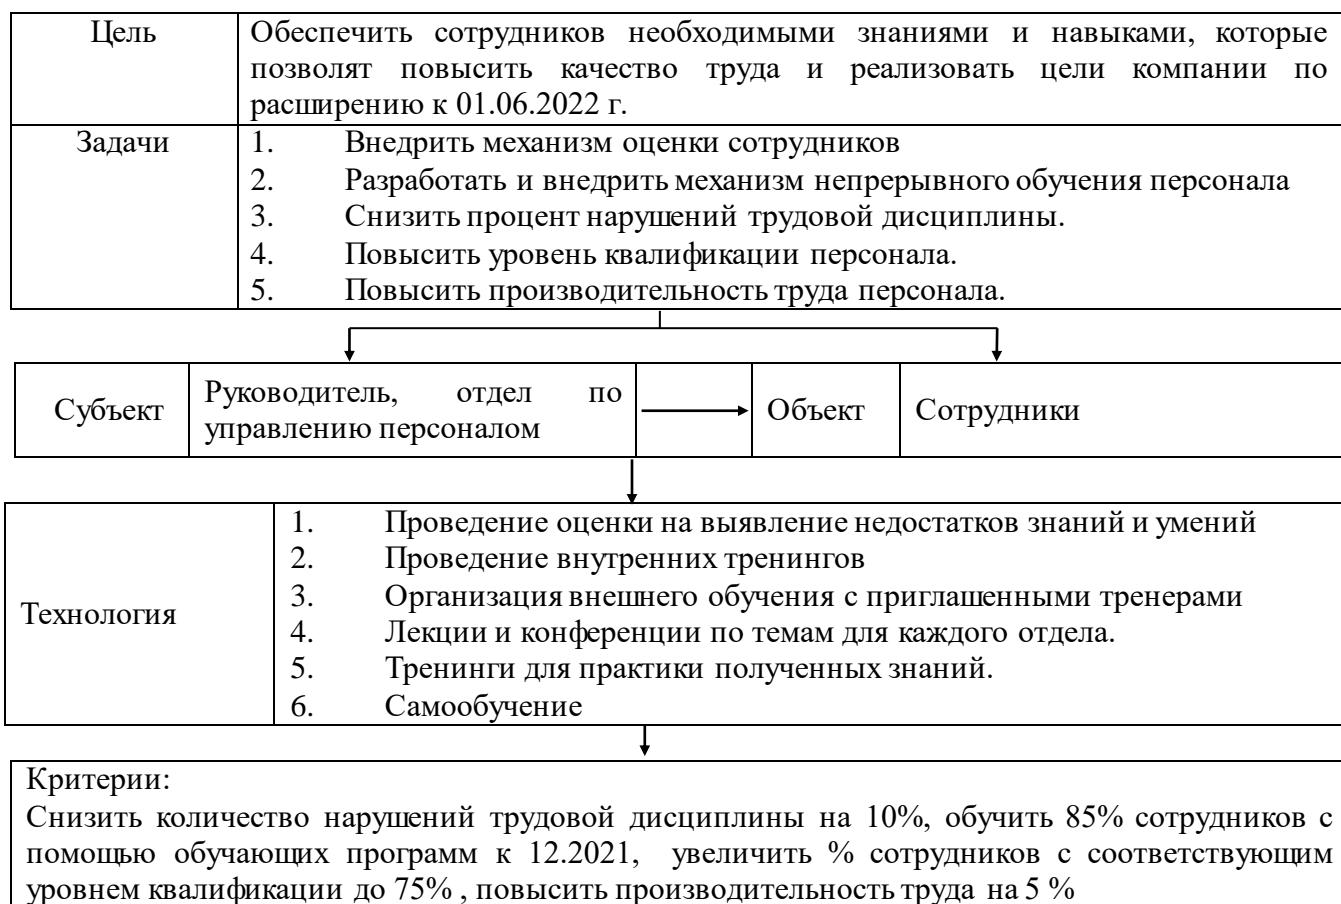 Цель
Обеспечить сотрудников необходимыми знаниями и навыками, которые
позволят повысить качество труда и реализовать цели компании по
расширению к 01.06.2022 г.
Задачи
1. Внедрить механизм оценки сотрудников
2. Разработать и внедрить механизм непрерывного обучения персонала
3. Снизить процент нарушений трудовой дисциплины.
4. Повысить уровень квалификации персонала.
5. Повысить производительность труда персонала.
Субъект
Руководитель, отдел по
управлению персоналом
Объект
Сотрудники
Технология
1. Проведение оценки на выявление недостатков знаний и умений
2. Проведение внутренних тренингов
3. Организация внешнего обучения с приглашенными тренерами
4. Лекции и конференции по темам для каждого отдела.
5. Тренинги для практики полученных знаний.
6. Самообучение
Критерии:
Снизить количество нарушений трудовой дисциплины на 10%, обучить 85% сотрудников с
помощью обучающих программ к 12.2021, увеличить % сотрудников с соответствующим
уровнем квалификации до 75% , повысить производительность труда на 5 %